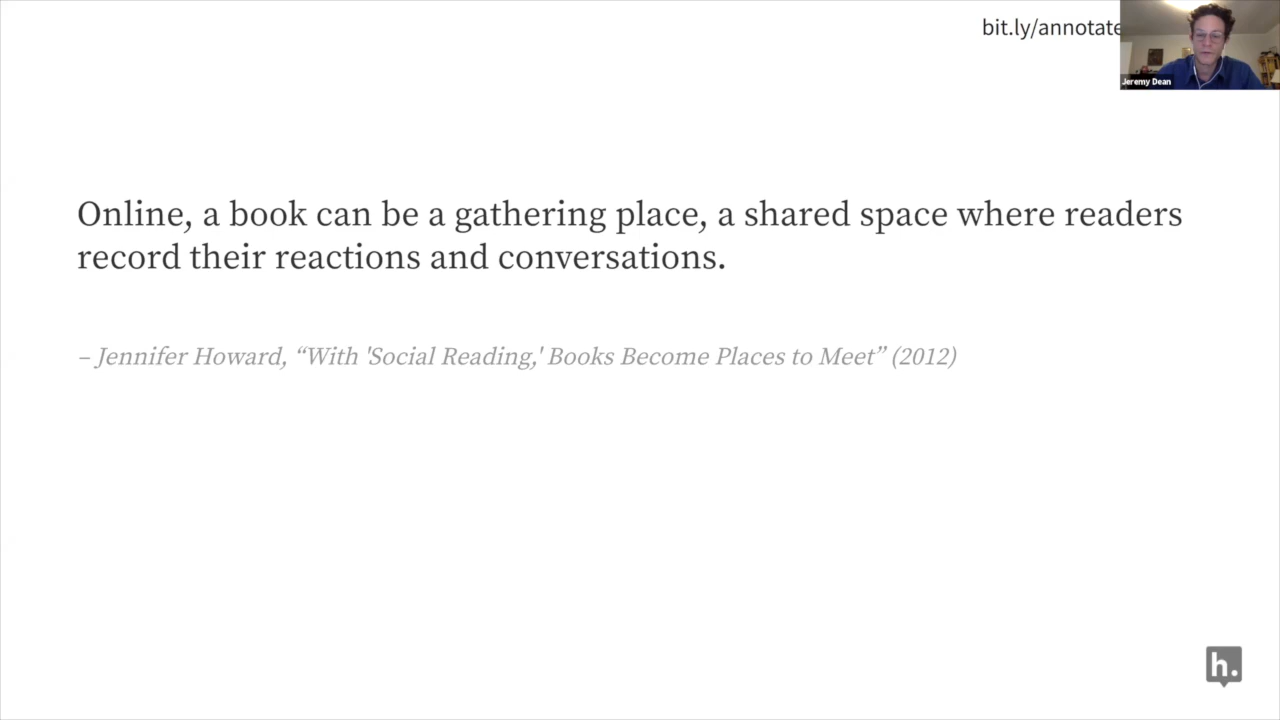 bit.ly/annotate
Jeremy Dean
Online, a book can be a gathering place, a shared space where readers
record their reactions and conversations.
– Jennifer Howard, “With 'Social Reading,' Books Become Places to Meet” (2012)
h.